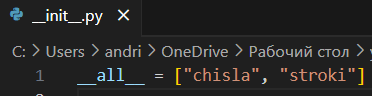 __init__.py ×
C: > Users > andri > OneDrive > Рабочий стол >
1 __all__ = ["chisla", "stroki"]